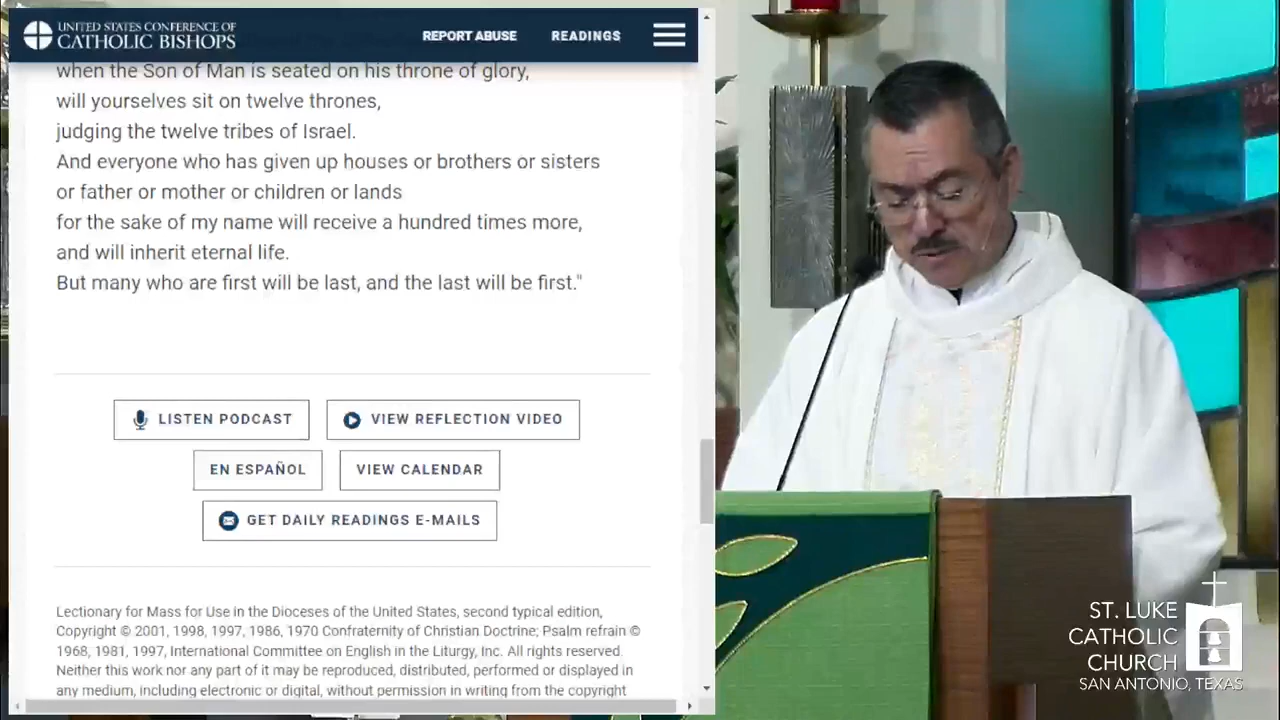 UNITED STATES CONFERENCE OF
CATHOLIC BISHOPS
REPORT ABUSE
READINGS
when the Son of Man is seated on his throne of glory,
will yourselves sit on twelve thrones,
judging the twelve tribes of Israel.
And everyone who has given up houses or brothers or sisters
or father or mother or children or lands
for the sake of my name will receive a hundred times more,
and will inherit eternal life.
But many who are first will be last, and the last will be first."
LISTEN PODCAST
VIEW REFLECTION VIDEO
EN ESPAÑOL
VIEW CALENDAR
GET DAILY READINGS E-MAILS
Lectionary for Mass for Use in the Dioceses of the United States, second typical edition,
Copyright © 2001, 1998, 1997, 1986, 1970 Confraternity of Christian Doctrine; Psalm refrain ©
1968, 1981, 1997, International Committee on English in the Liturgy, Inc. All rights reserved.
Neither this work nor any part of it may be reproduced, distributed, performed or displayed in
any medium, including electronic or digital, without permission in writing from the copyright
ST. LUKE
CATHOLIC
CHURCH
SAN ANTONIO, TEXAS